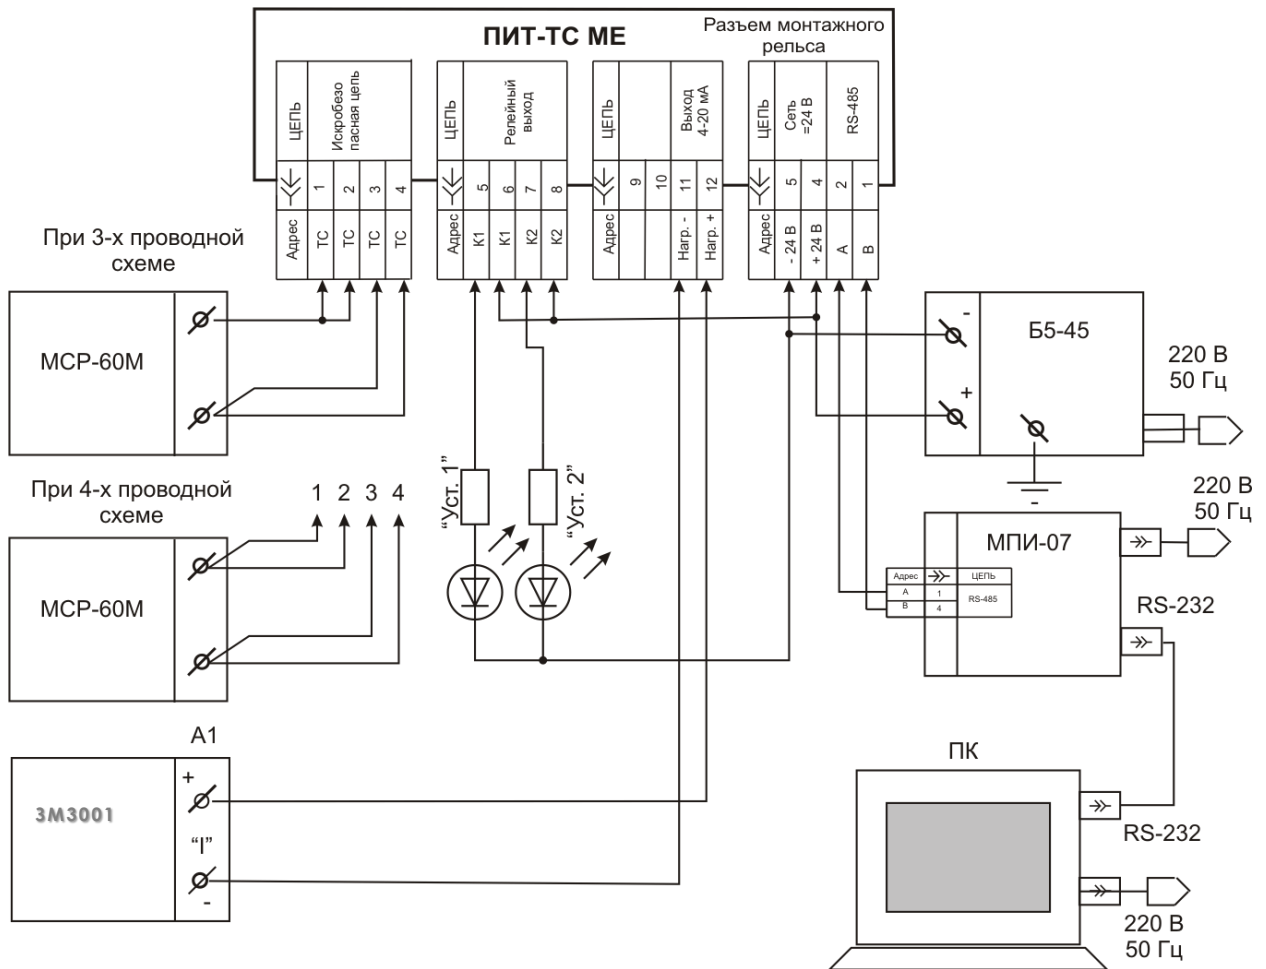 ПИТ-ТС МЕ
Разъем монтажного
рельса
ЦЕПЬ
Искробезо
пасная цепь
Адрес
1
2
3
4
ТС
ТС
ТС
ТС
ЦЕПЬ
Релейный
выход
Адрес
5
6
7
8
К1
К1
К2
К2
ЦЕПЬ
Выход
4-20 мА
Адрес
9
10
11
12
Нагр. -
Нагр. +
ЦЕПЬ
Сеть
=24 В
RS-485
Адрес
5
4
2
1
- 24 В
+ 24 В
А
В
При 3-х проводной
схеме
МСР-60М
При 4-х проводной
схеме
1 2 3 4
МСР-60М
"Уст. 1"
"Уст. 2"
-
+
Б5-45
220 В
50 Гц
220 В
50 Гц
МПИ-07
Адрес
ЦЕПЬ
А
1
RS-485
В
4
RS-232
А1
+
3М3001
"I"
-
ПК
RS-232
220 В
50 Гц